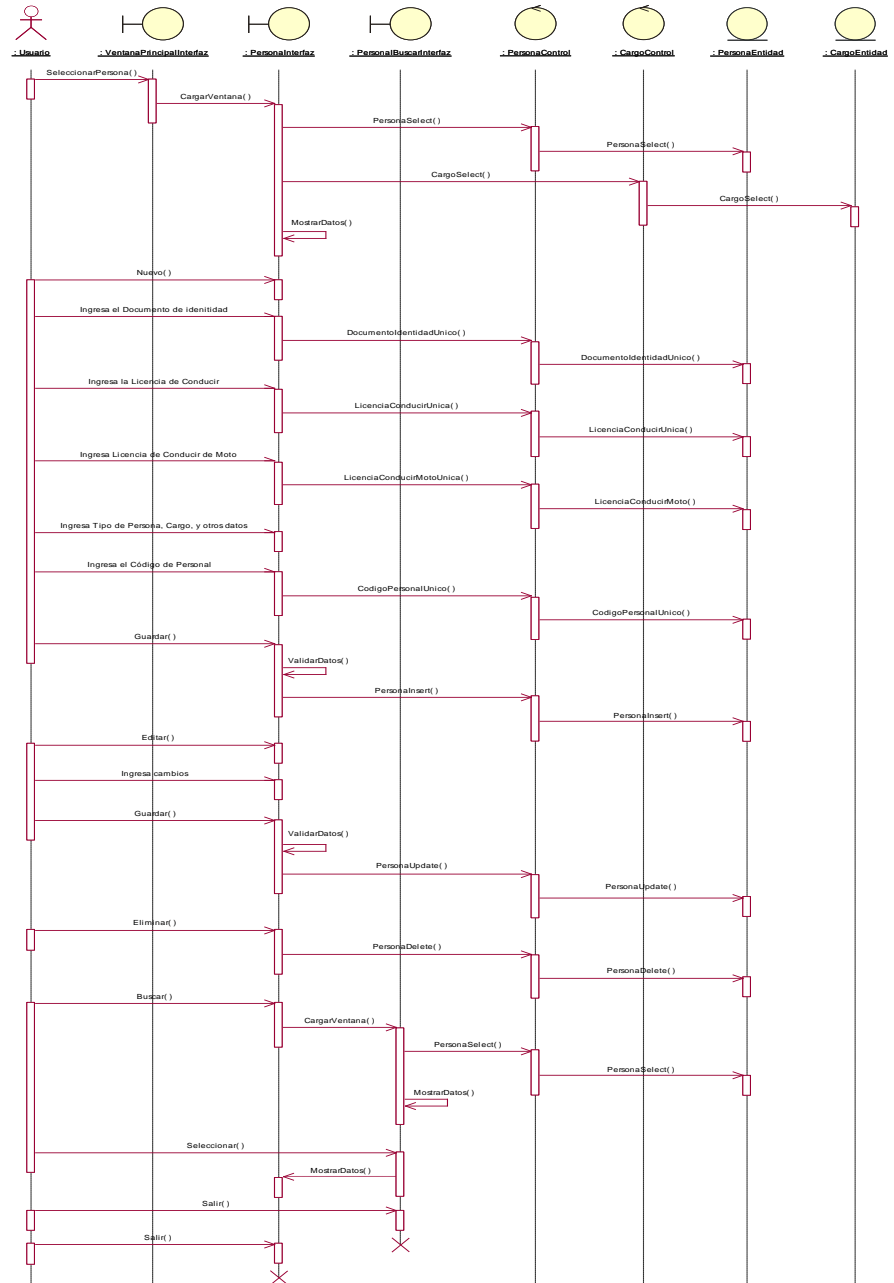 : Usuario
: VentanaPrincipalInterfaz
: PersonaInterfaz
: PersonalBuscarInterfaz
: PersonaControl
: CargoControl
: PersonaEntidad
: CargoEntidad
SeleccionarPersona( )
CargarVentana( )
PersonaSelect( )
PersonaSelect( )
CargoSelect( )
CargoSelect( )
MostrarDatos( )
Nuevo( )
Ingresa el Documento de idenitidad
DocumentoIdentidadUnico( )
DocumentoIdentidadUnico( )
Ingresa la Licencia de Conducir
LicenciaConducirUnica( )
LicenciaConducirUnica( )
Ingresa Licencia de Conducir de Moto
LicenciaConducirMotoUnica( )
LicenciaConducirMoto( )
Ingresa Tipo de Persona, Cargo, y otros datos
Ingresa el Código de Personal
CodigoPersonalUnico( )
CodigoPersonalUnico( )
Guardar( )
ValidarDatos( )
PersonaInsert( )
PersonaInsert( )
Editar( )
Ingresa cambios
Guardar( )
ValidarDatos( )
PersonaUpdate( )
PersonaUpdate( )
Eliminar( )
PersonaDelete( )
PersonaDelete( )
Buscar( )
CargarVentana( )
PersonaSelect( )
PersonaSelect( )
MostrarDatos( )
Seleccionar( )
MostrarDatos( )
Salir( )
Salir( )